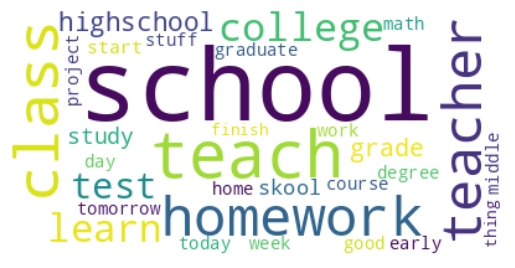 highschool
college
math
start
stuff
graduate
project
class
school
teacher
study
finish
work
teach
grade
day
degree
test
home
skool
course
middle
thing
tomorrow
homework
learn
today
week
good
early